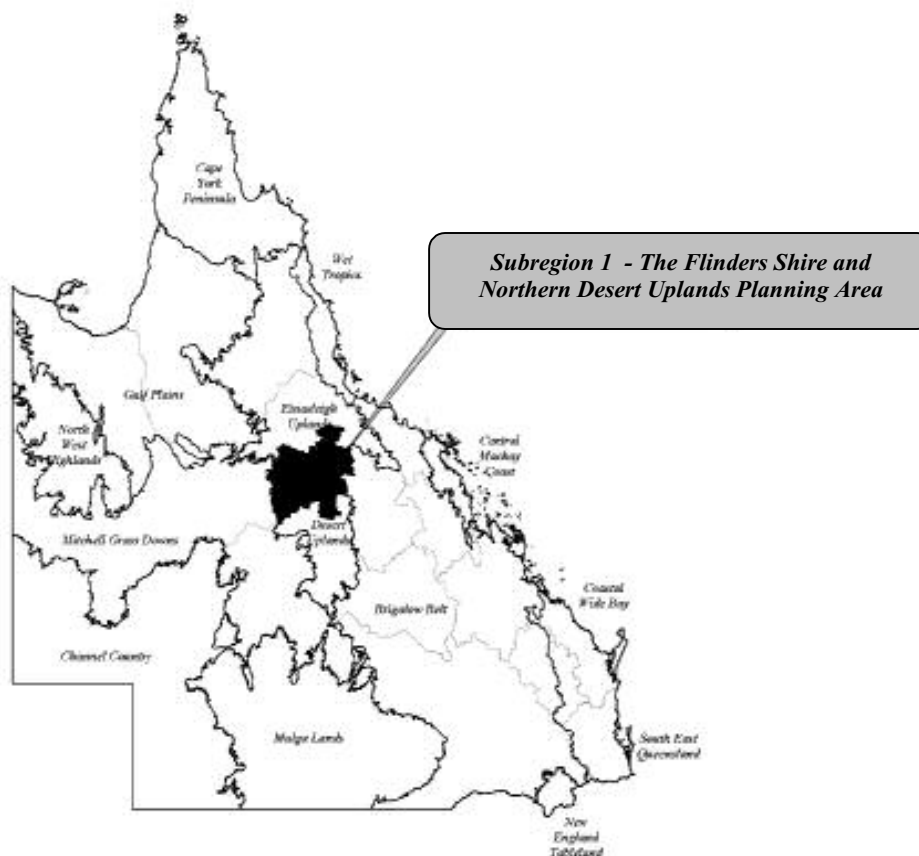 Cape
York
Peninsula
Wet
Tropics
Subregion 1 - The Flinders Shire and
Northern Desert Uplands Planning Area
Gulf Plains
Einasleigh
Uplands
North
West
Highlands
Central
Mackay
Coast
Mitchell Grass Downs
Desert
Uplands
Brigalow Belt
Coastal
Wide Bay
Channel Country
Mulga Lands
South East
Queensland
New
England
Tableland